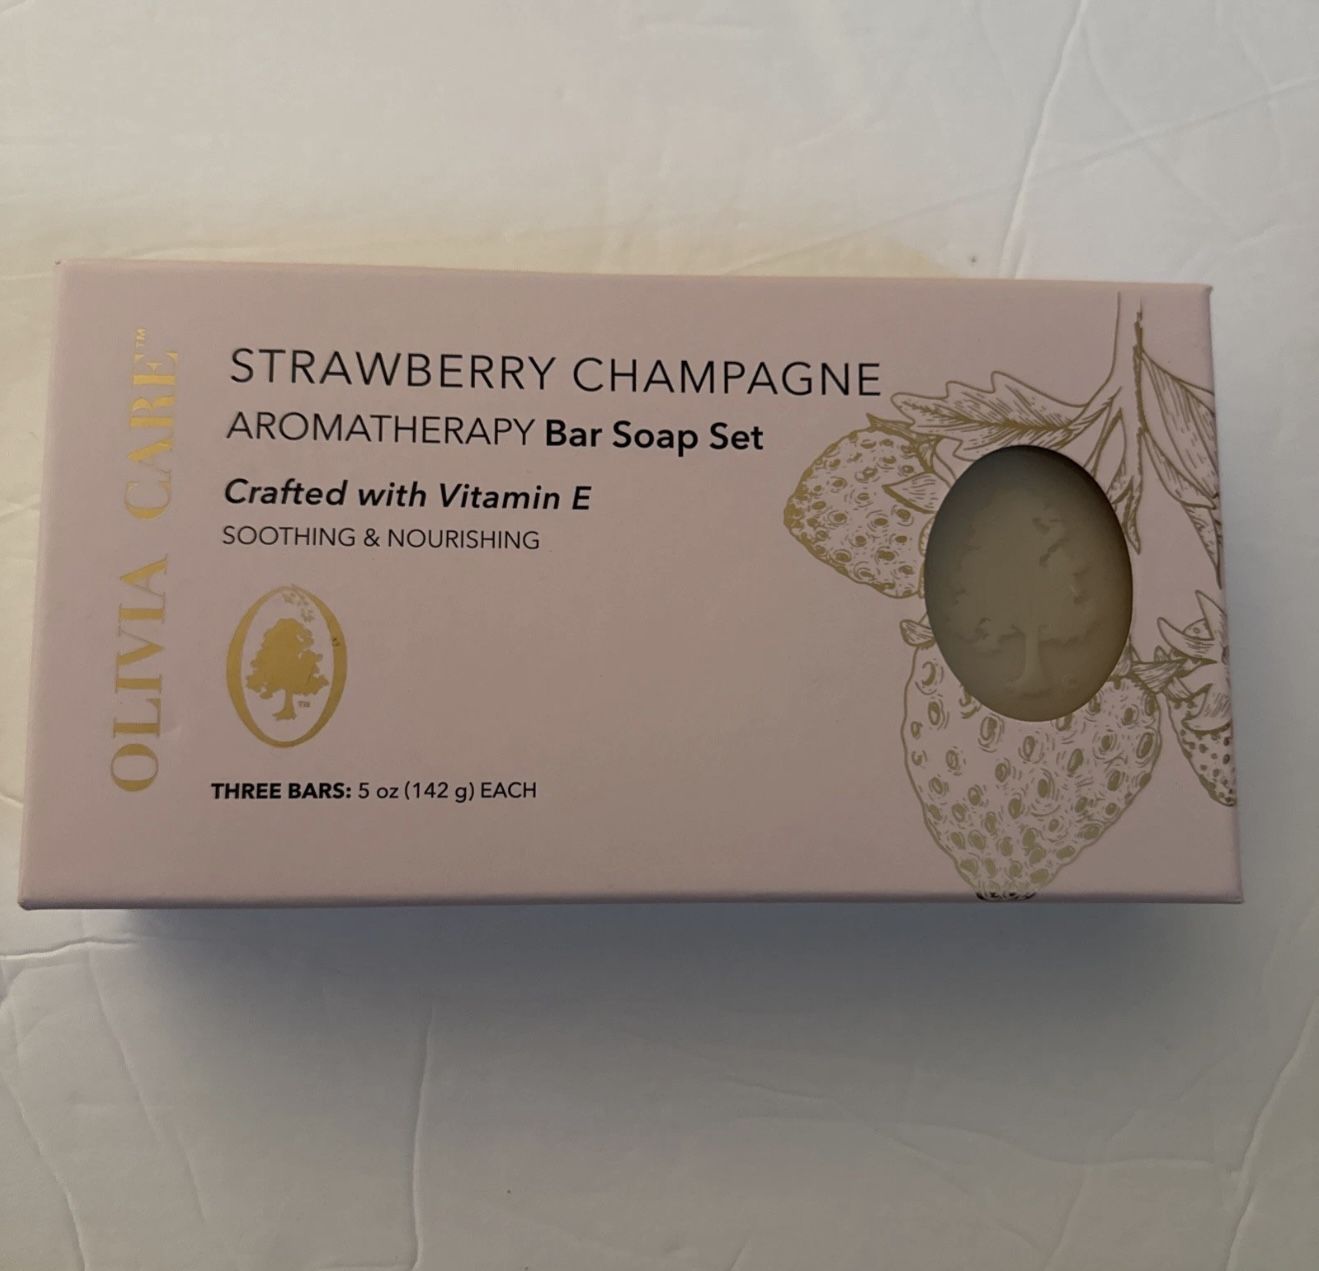 OLIVIA CARE™
STRAWBERRY CHAMPAGNE
AROMATHERAPY Bar Soap Set
Crafted with Vitamin E
SOOTHING & NOURISHING
TM
THREE BARS: 5 oz (142 g) EACH